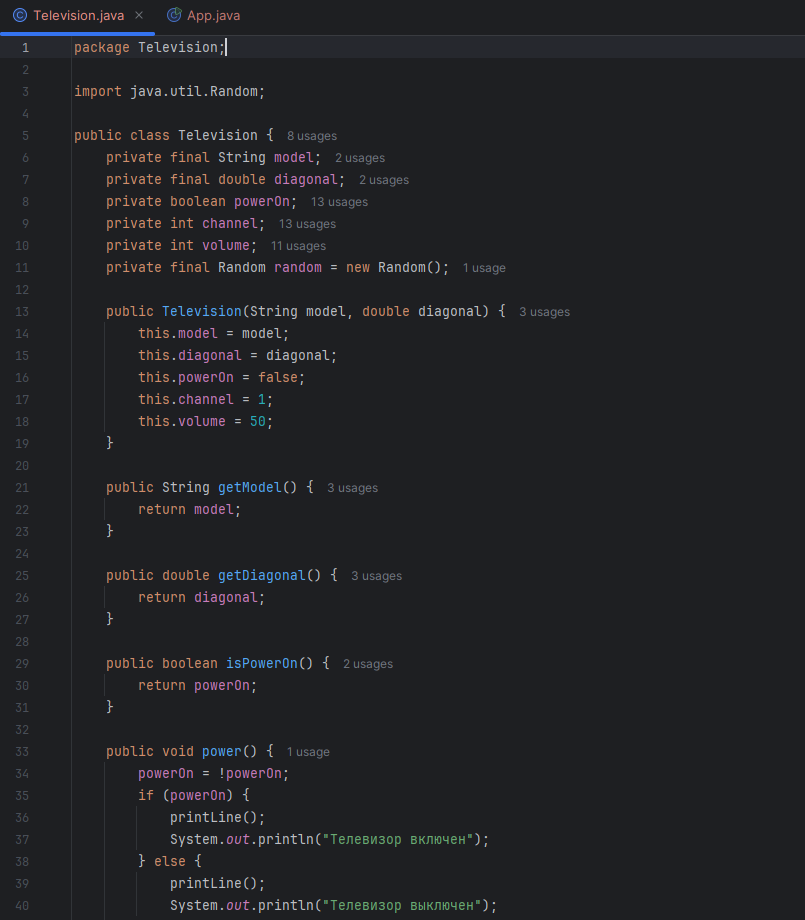 Television.java × App.java
1 package Television;
2
3 import java.util.Random;
4
5 public class Television { 8 usages
6 private final String model; 2 usages
7 private final double diagonal; 2 usages
8 private boolean powerOn; 13 usages
9 private int channel; 13 usages
10 private int volume; 11 usages
11 private final Random random = new Random(); 1 usage
12
13 public Television(String model, double diagonal) { 3 usages
14 this.model = model;
15 this.diagonal = diagonal;
16 this.powerOn = false;
17 this.channel = 1;
18 this.volume = 50;
19 }
20
21 public String getModel() { 3 usages
22 return model;
23 }
24
25 public double getDiagonal() { 3 usages
26 return diagonal;
27 }
28
29 public boolean isPowerOn() { 2 usages
30 return powerOn;
31 }
32
33 public void power() { 1 usage
34 powerOn = !powerOn;
35 if (powerOn) {
36 printLine();
37 System.out.println("Телевизор включен");
38 } else {
39 printLine();
40 System.out.println("Телевизор выключен");